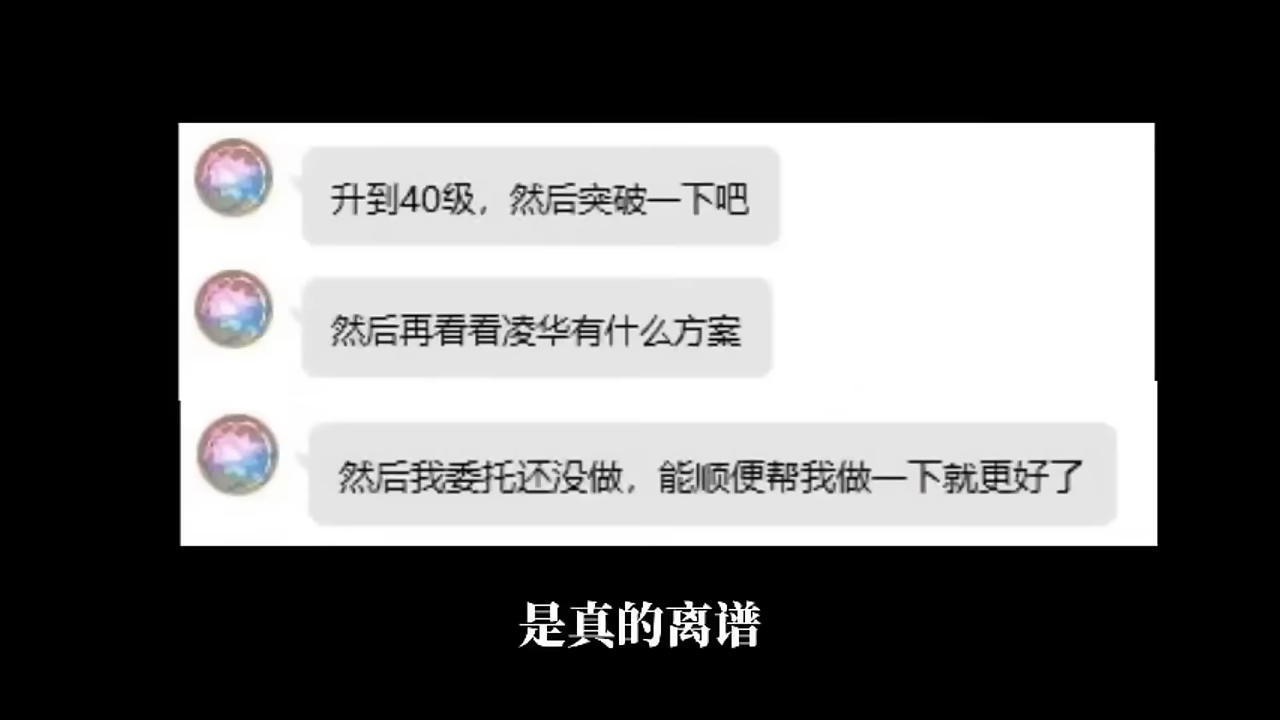 升到40级，然后突破一下吧
然后再看看凌华有什么方案
然后我委托还没做，能顺便帮我做一下就更好了
是真的离谱